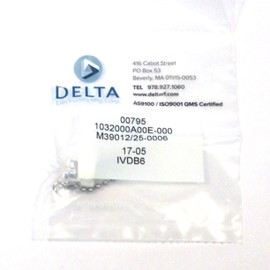 DELTA
416 Cabot Street
PO Box 53
Beverly, MA 01915-0053
TEL 978.927.1060
www.deltarf.com
AS9100 / ISO9001 QMS Certified
00795
1032000A00E-000
M39012/25-0006
17-05
IVDB6